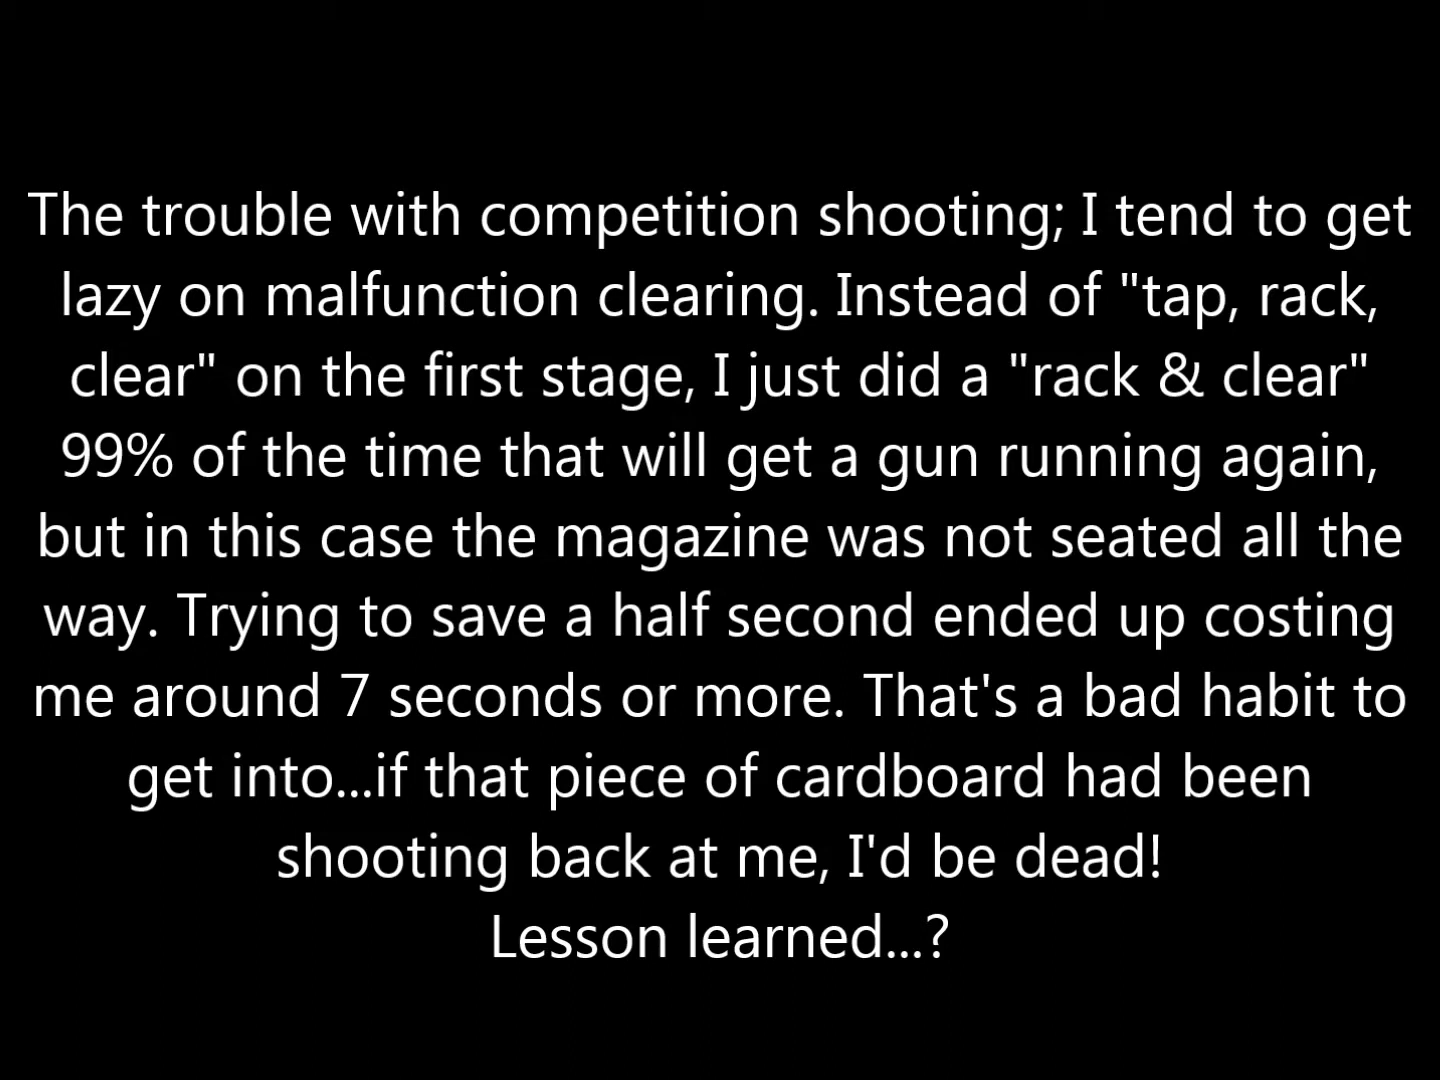 The trouble with competition shooting; I tend to get
lazy on malfunction clearing. Instead of "tap, rack,
clear" on the first stage, I just did a "rack & clear"
99% of the time that will get a gun running again,
but in this case the magazine was not seated all the
way. Trying to save a half second ended up costing
me around 7 seconds or more. That's a bad habit to
get into...if that piece of cardboard had been
shooting back at me, I'd be dead!
Lesson learned...?